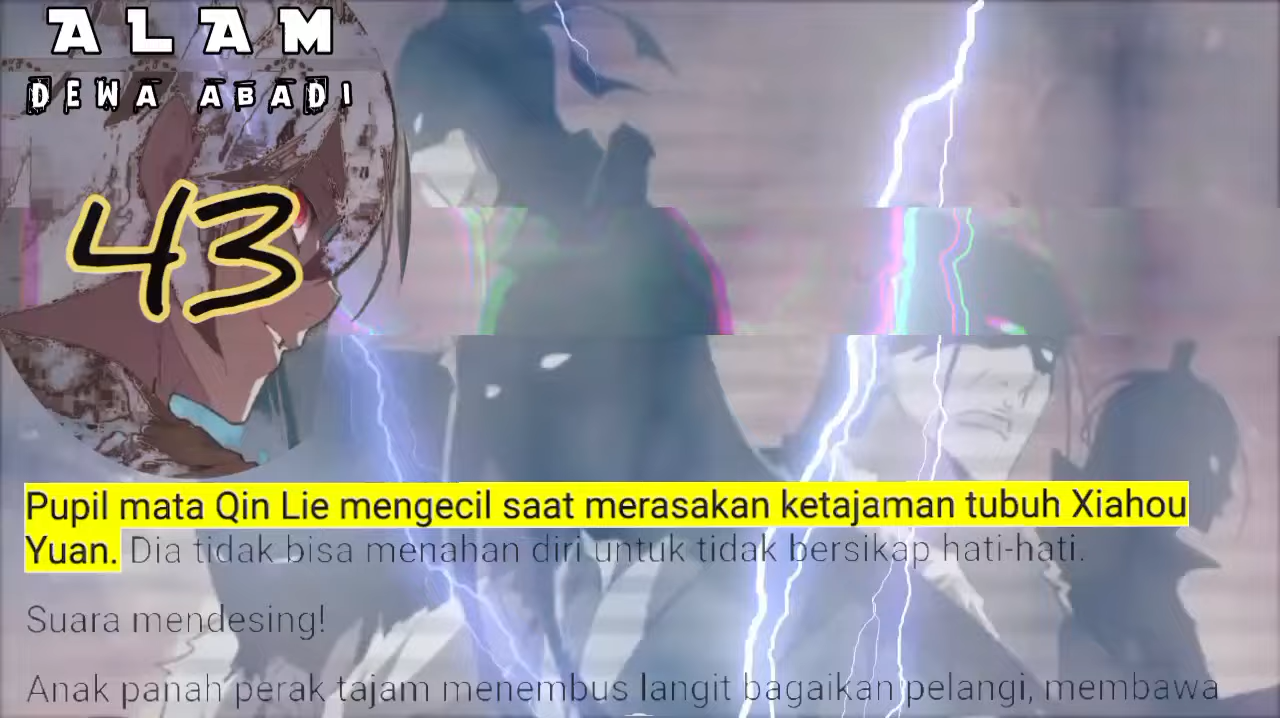 ALAM
DEWA ABADI
43
Pupil mata Qin Lie mengecil saat merasakan ketajaman tubuh Xiahou
Yuan. Dia tidak bisa menahan diri untuk tidak bersikap hati-hati.
Suara mendesing!
Anak panah perak tajam menembus langit bagaikan pelangi, membawa